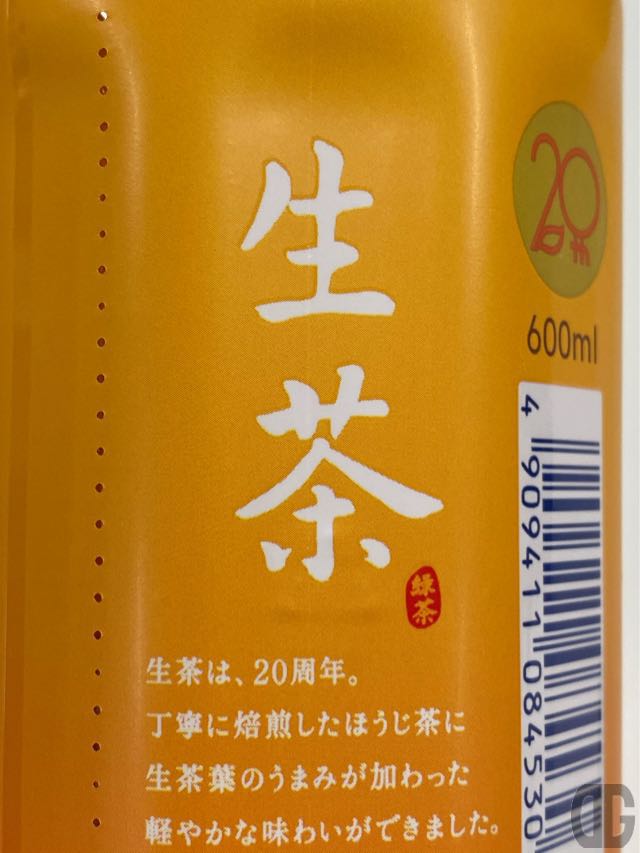 生
茶
緑茶
生茶は、20周年。
丁寧に焙煎したほうじ茶に
生茶葉のうまみが加わった
軽やかな味わいができました。
20th
600ml
4 909411 084530
DG